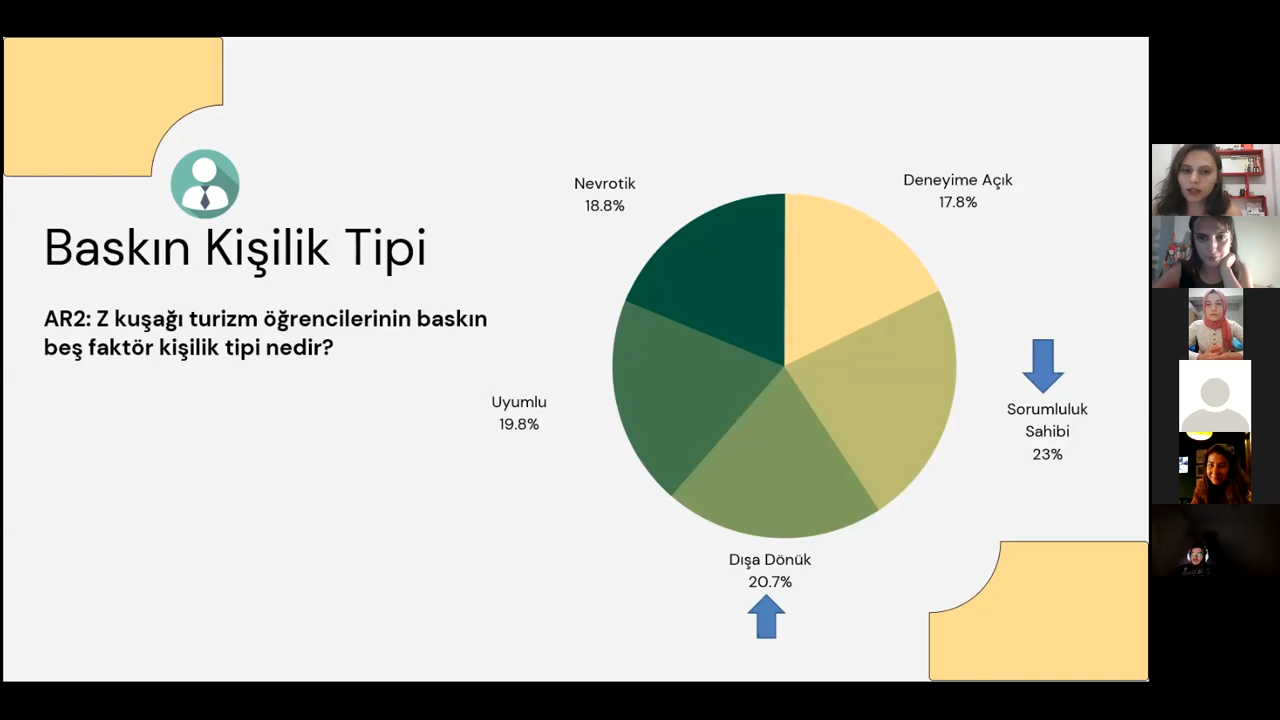 Baskın Kişilik Tipi
AR2: Z kuşağı turizm öğrencilerinin baskın
beş faktör kişilik tipi nedir?
Nevrotik
18.8%
Deneyime Açık
17.8%
Uyumlu
19.8%
Sorumluluk
Sahibi
23%
Dışa Dönük
20.7%